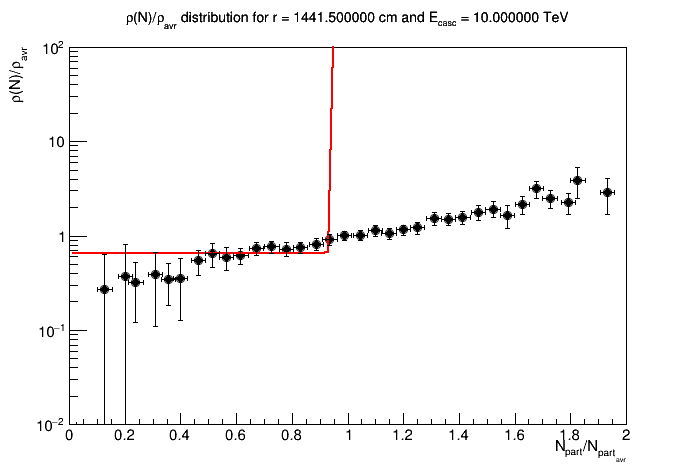 ρ(N)/ρavr distribution for r = 1441.500000 cm and Ecasc = 10.000000 TeV
ρ(N)/ρavr
10²
10
1
10⁻¹
10⁻²
0 0.2 0.4 0.6 0.8 1 1.2 1.4 1.6 1.8 2
Npart/Npartavr